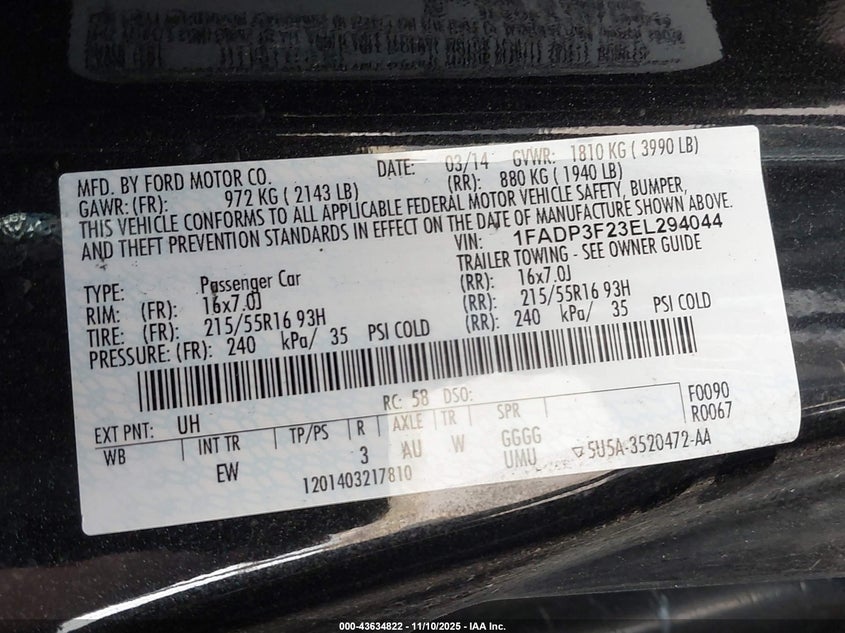 MFD. BY FORD MOTOR CO. DATE: 03/14 GVWR: 1810 KG ( 3990 LB)
GAWR: (FR): 972 KG ( 2143 LB) (RR): 880 KG ( 1940 LB)
THIS VEHICLE CONFORMS TO ALL APPLICABLE FEDERAL MOTOR VEHICLE SAFETY, BUMPER,
AND THEFT PREVENTION STANDARDS IN EFFECT ON THE DATE OF MANUFACTURE SHOWN ABOVE.
VIN: 1FADP3F23EL294044
TYPE: Passenger Car TRAILER TOWING - SEE OWNER GUIDE
RIM: (FR): 16x7.0J (RR): 16x7.0J
TIRE: (FR): 215/55R16 93H (RR): 215/55R16 93H
PRESSURE: (FR): 240 kPa/ 35 PSI COLD (RR): 240 kPa/ 35 PSI COLD
EXT PNT: UH RC: 58 DSO: F0090
WB INT TR TP/PS R AXLE TR SPR R0067
EW 3 AU W GGGG
UMU ▽5U5A-3520472-AA
1201403217810
000-43634822 - 11/10/2025 - IAA Inc.